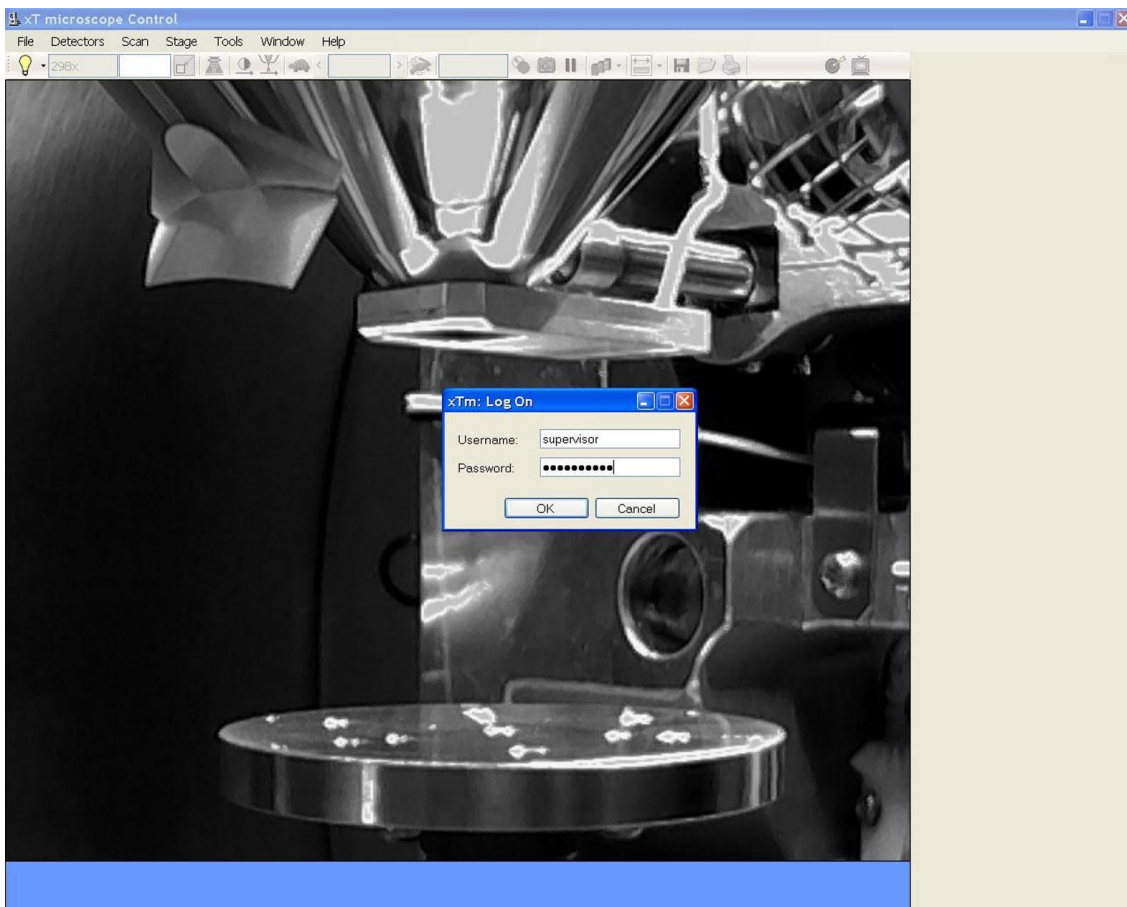 xT microscope Control
File Detectors Scan Stage Tools Window Help
298x
xTm: Log On
Username: supervisor
Password: ●●●●●●●●●●
OK Cancel